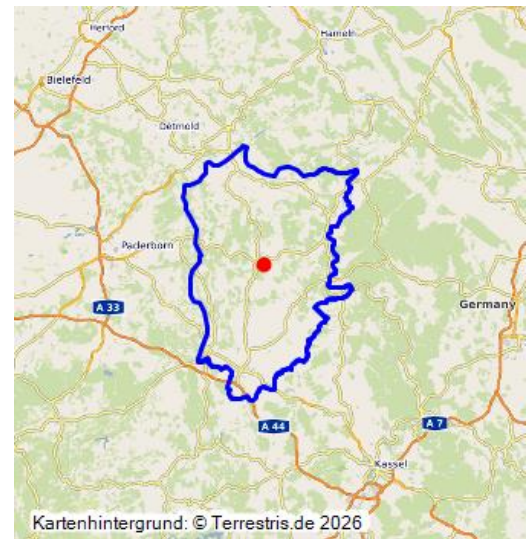 Herford
Hameln
Bielefeld
Detmold
Paderborn
A 33
Germany
A 44
A 7
Kassel
Kartenhintergrund: © Terrestris.de 2026